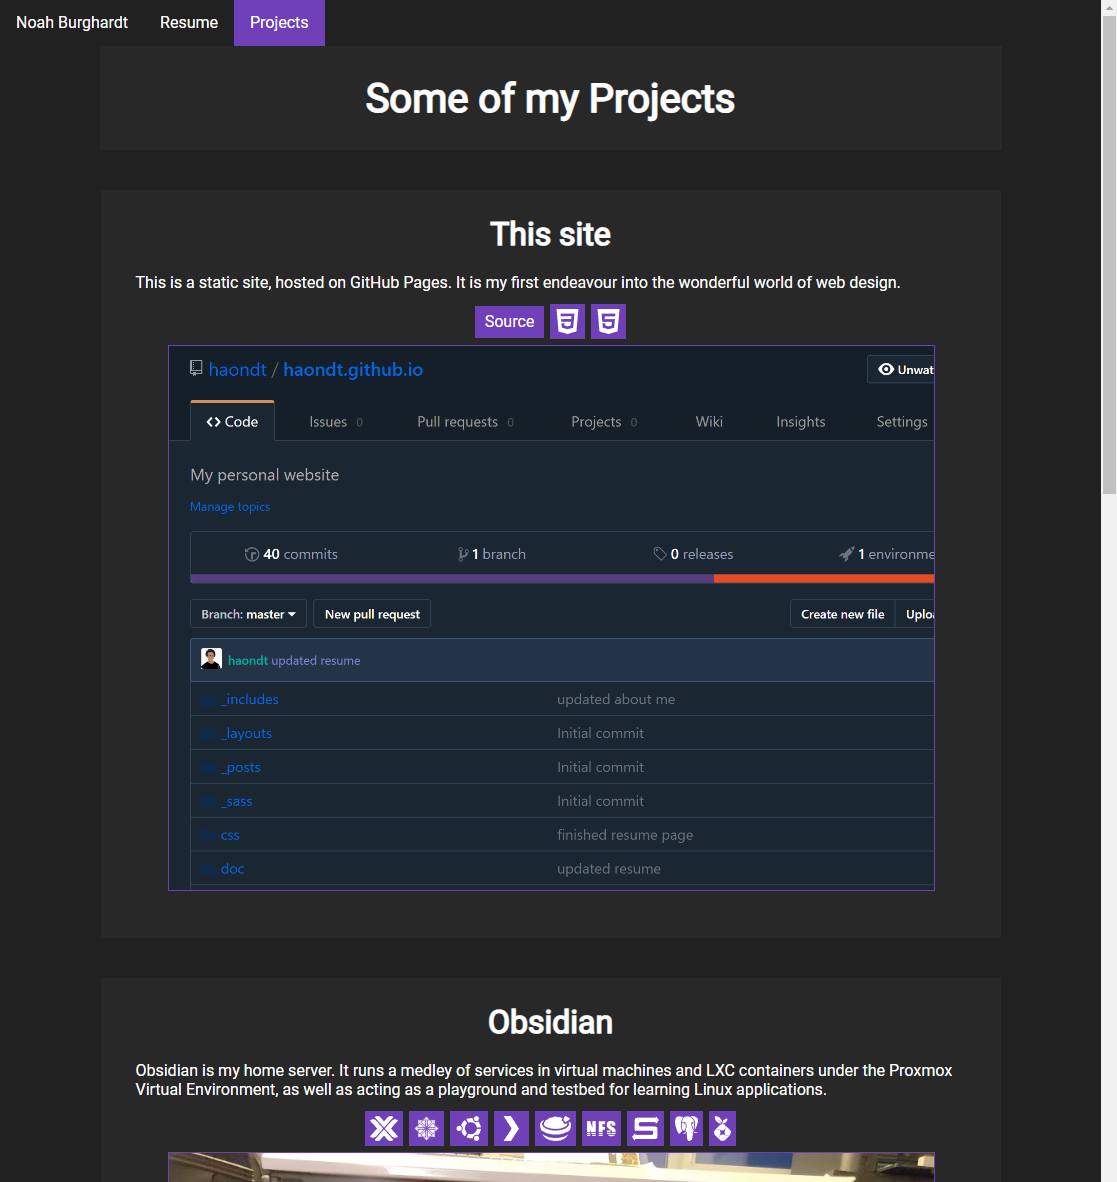 Noah Burghardt Resume Projects
Some of my Projects
This site
This is a static site, hosted on GitHub Pages. It is my first endeavour into the wonderful world of web design.
Source
haondt / haondt.github.io
Unwat
Code Issues 0 Pull requests 0 Projects 0 Wiki Insights Settings
My personal website
Manage topics
40 commits 1 branch 0 releases 1 environme
Branch: master New pull request Create new file Uploa
haondt updated resume
_includes updated about me
_layouts Initial commit
_posts Initial commit
_sass Initial commit
css finished resume page
doc updated resume
Obsidian
Obsidian is my home server. It runs a medley of services in virtual machines and LXC containers under the Proxmox
Virtual Environment, as well as acting as a playground and testbed for learning Linux applications.
NFS